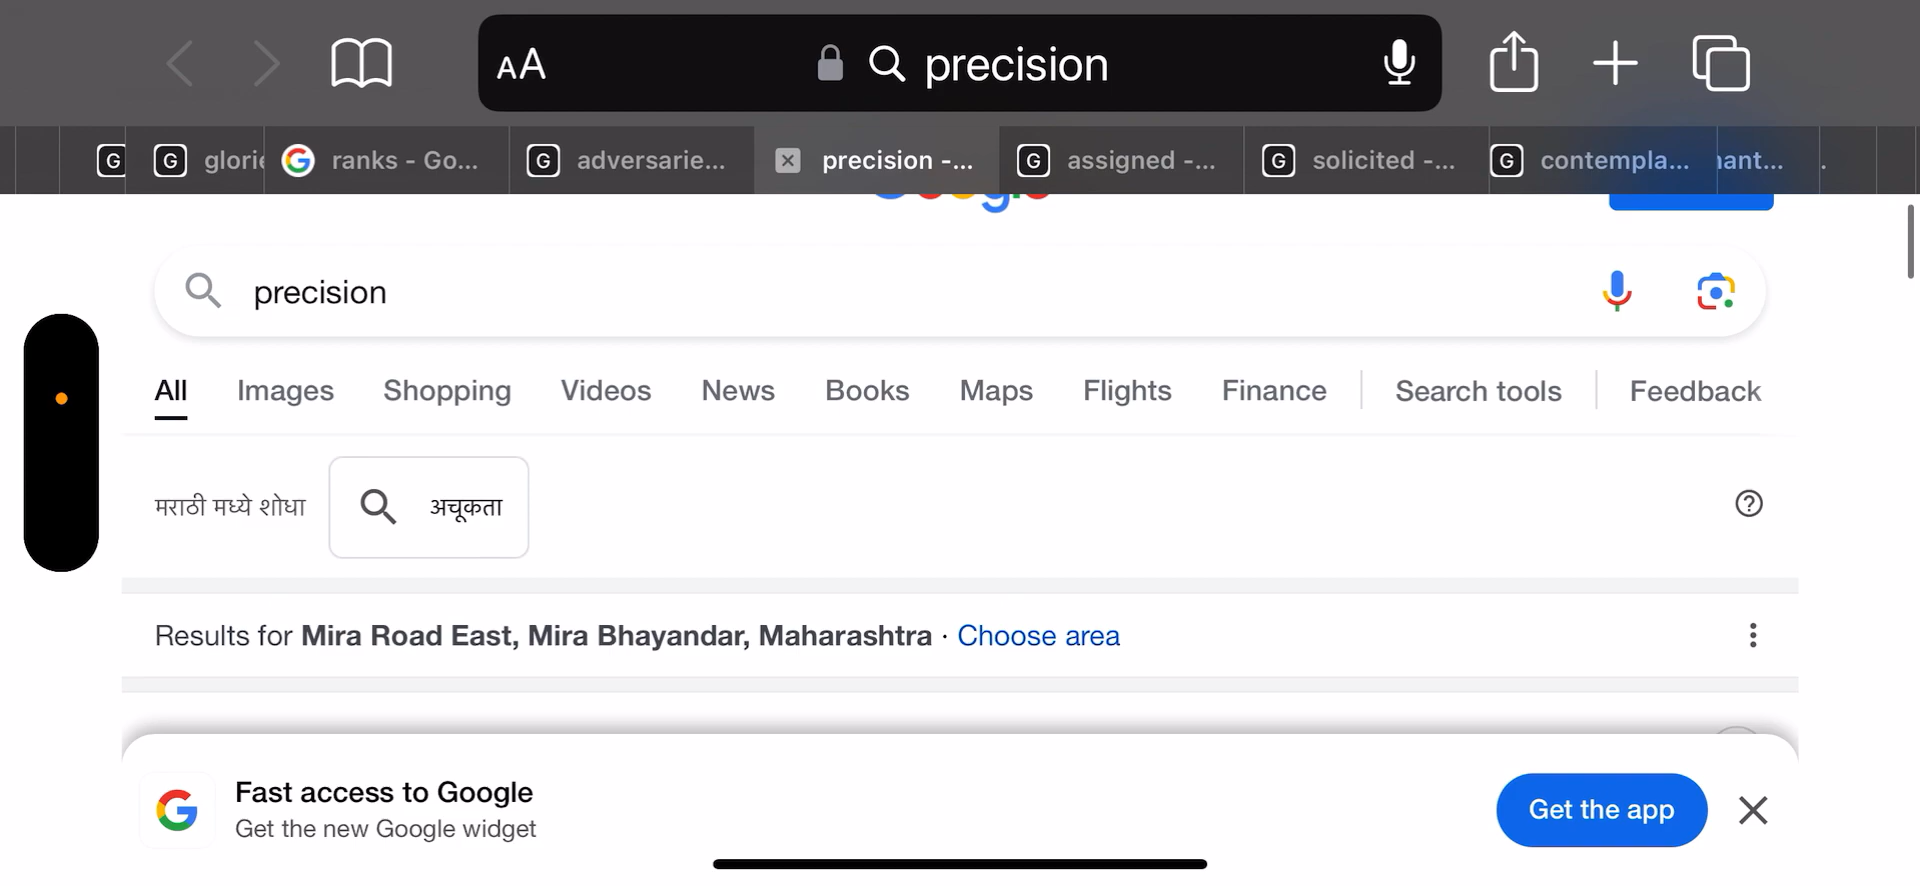 AA precision
glorie ranks - Go... adversarie... precision -... assigned -... solicited -... contempla... ant... .
precision
All Images Shopping Videos News Books Maps Flights Finance Search tools Feedback
मराठी मध्ये शोधा अचूकता
Results for Mira Road East, Mira Bhayandar, Maharashtra · Choose area
Fast access to Google
Get the new Google widget
Get the app